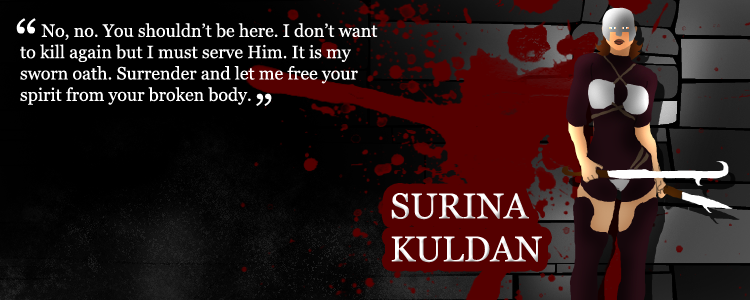 “ No, no. You shouldn’t be here. I don’t want
to kill again but I must serve Him. It is my
sworn oath. Surrender and let me free your
spirit from your broken body. ”
SURINA
KULDAN